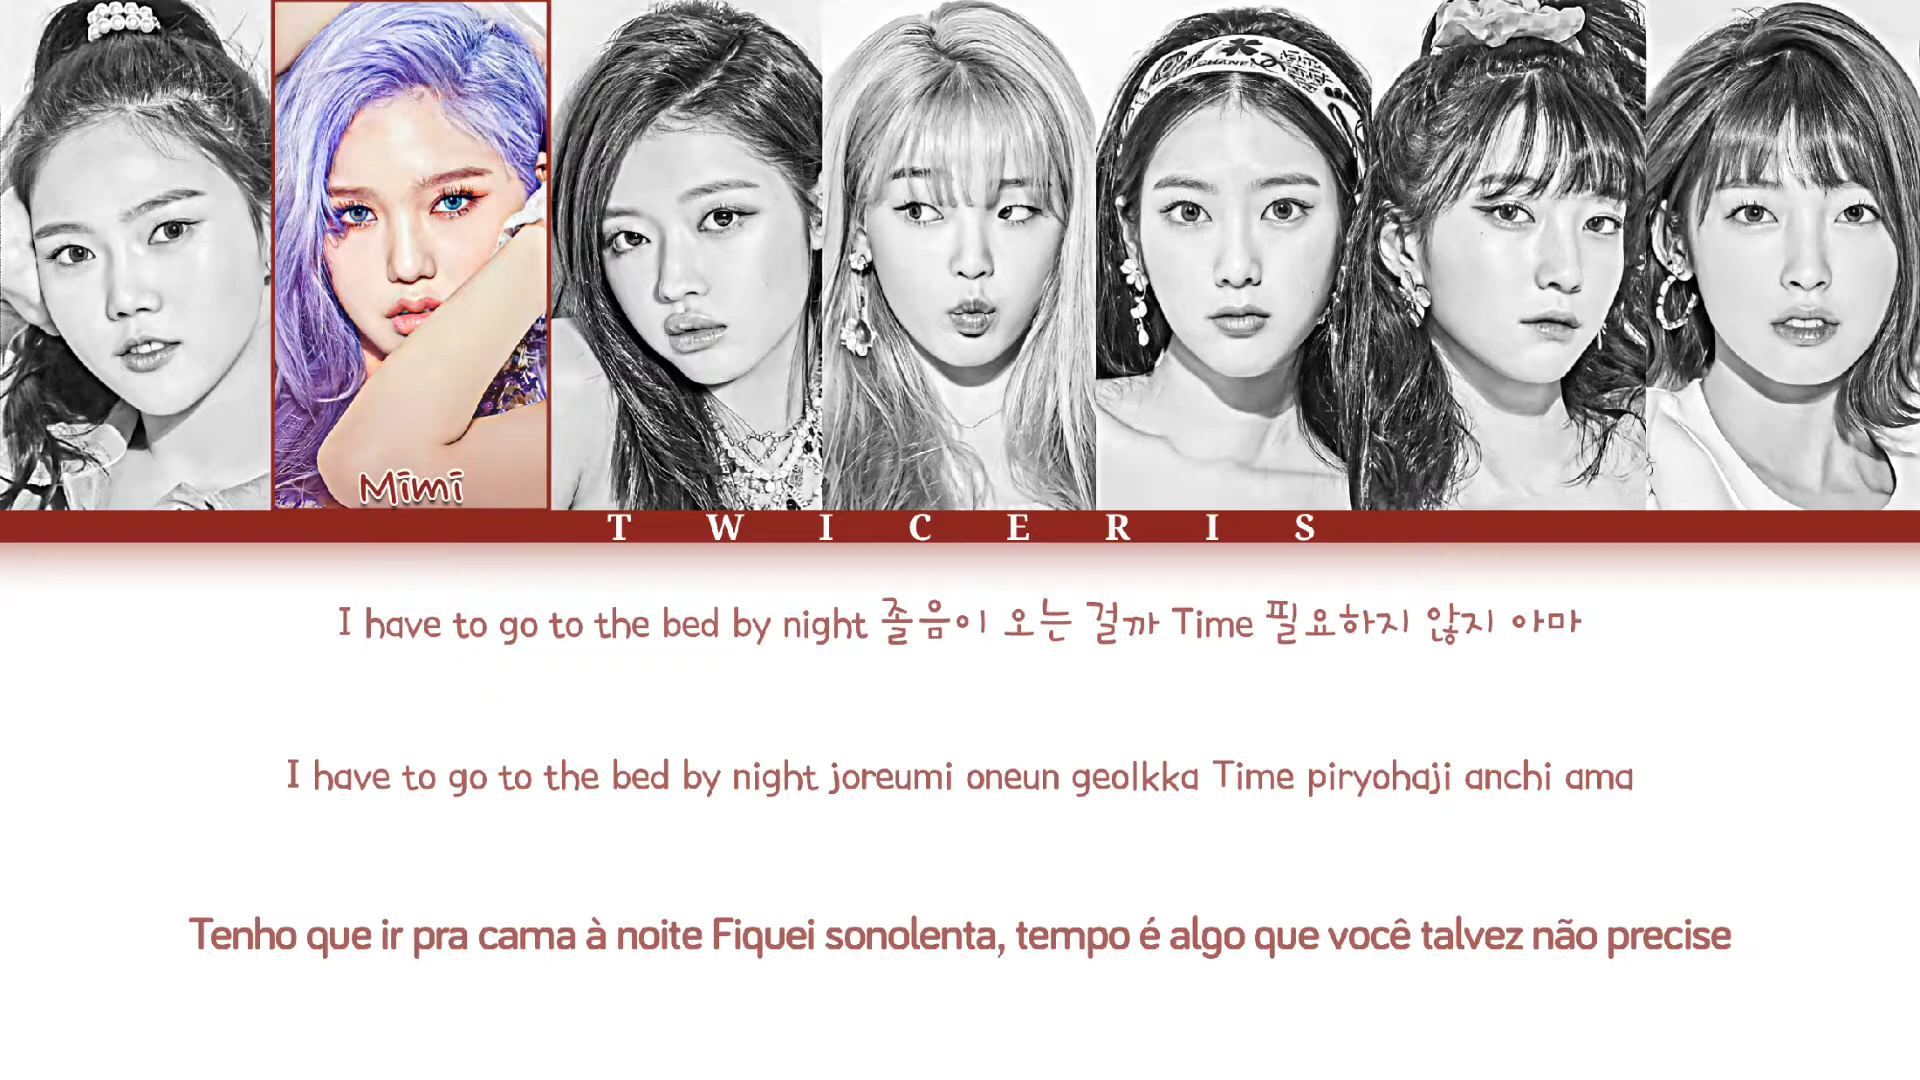 Mimi
TWICERIS
I have to go to the bed by night 졸음이 오는 걸까 Time 필요하지 않지 아마
I have to go to the bed by night joreumi oneun geolkka Time piryohaji anchi ama
Tenho que ir pra cama à noite Fiquei sonolenta, tempo é algo que você talvez não precise